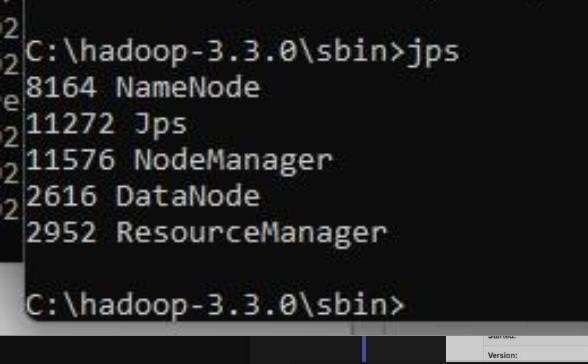 C:\hadoop-3.3.0\sbin>jps
8164 NameNode
11272 Jps
11576 NodeManager
2616 DataNode
2952 ResourceManager
C:\hadoop-3.3.0\sbin>
Started:
Version: